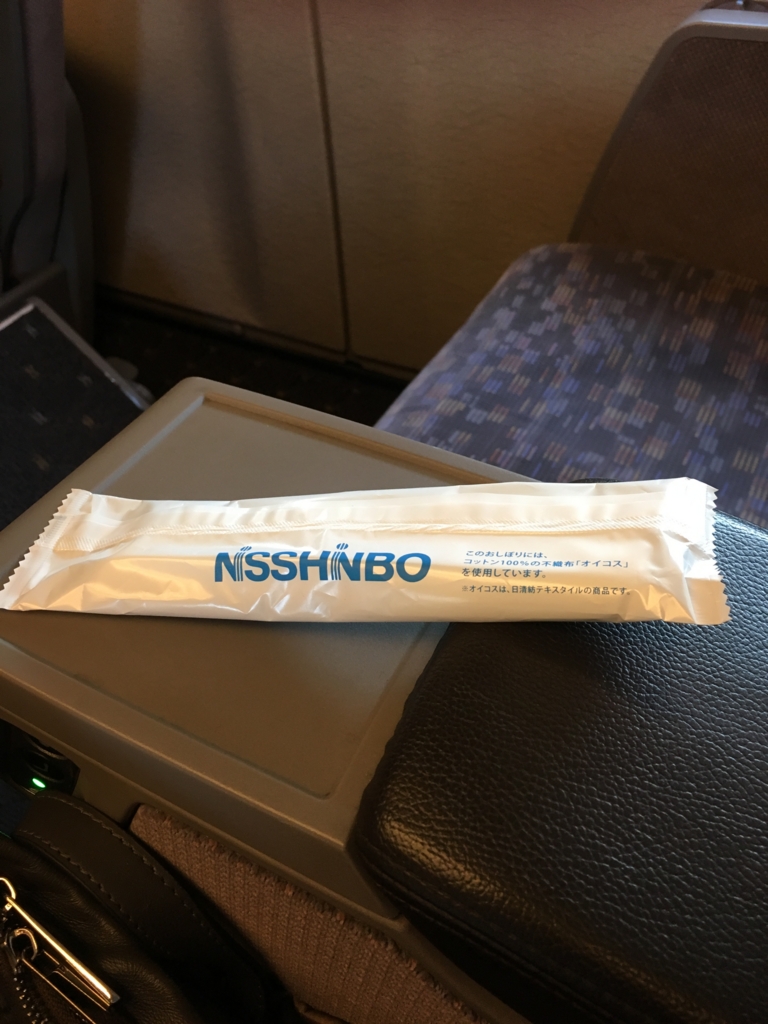 NISSHINBO
このおしぼりには、
コットン100%の不織布「オイコス」
を使用しています。
※オイコスは、日清紡テキスタイルの商品です。